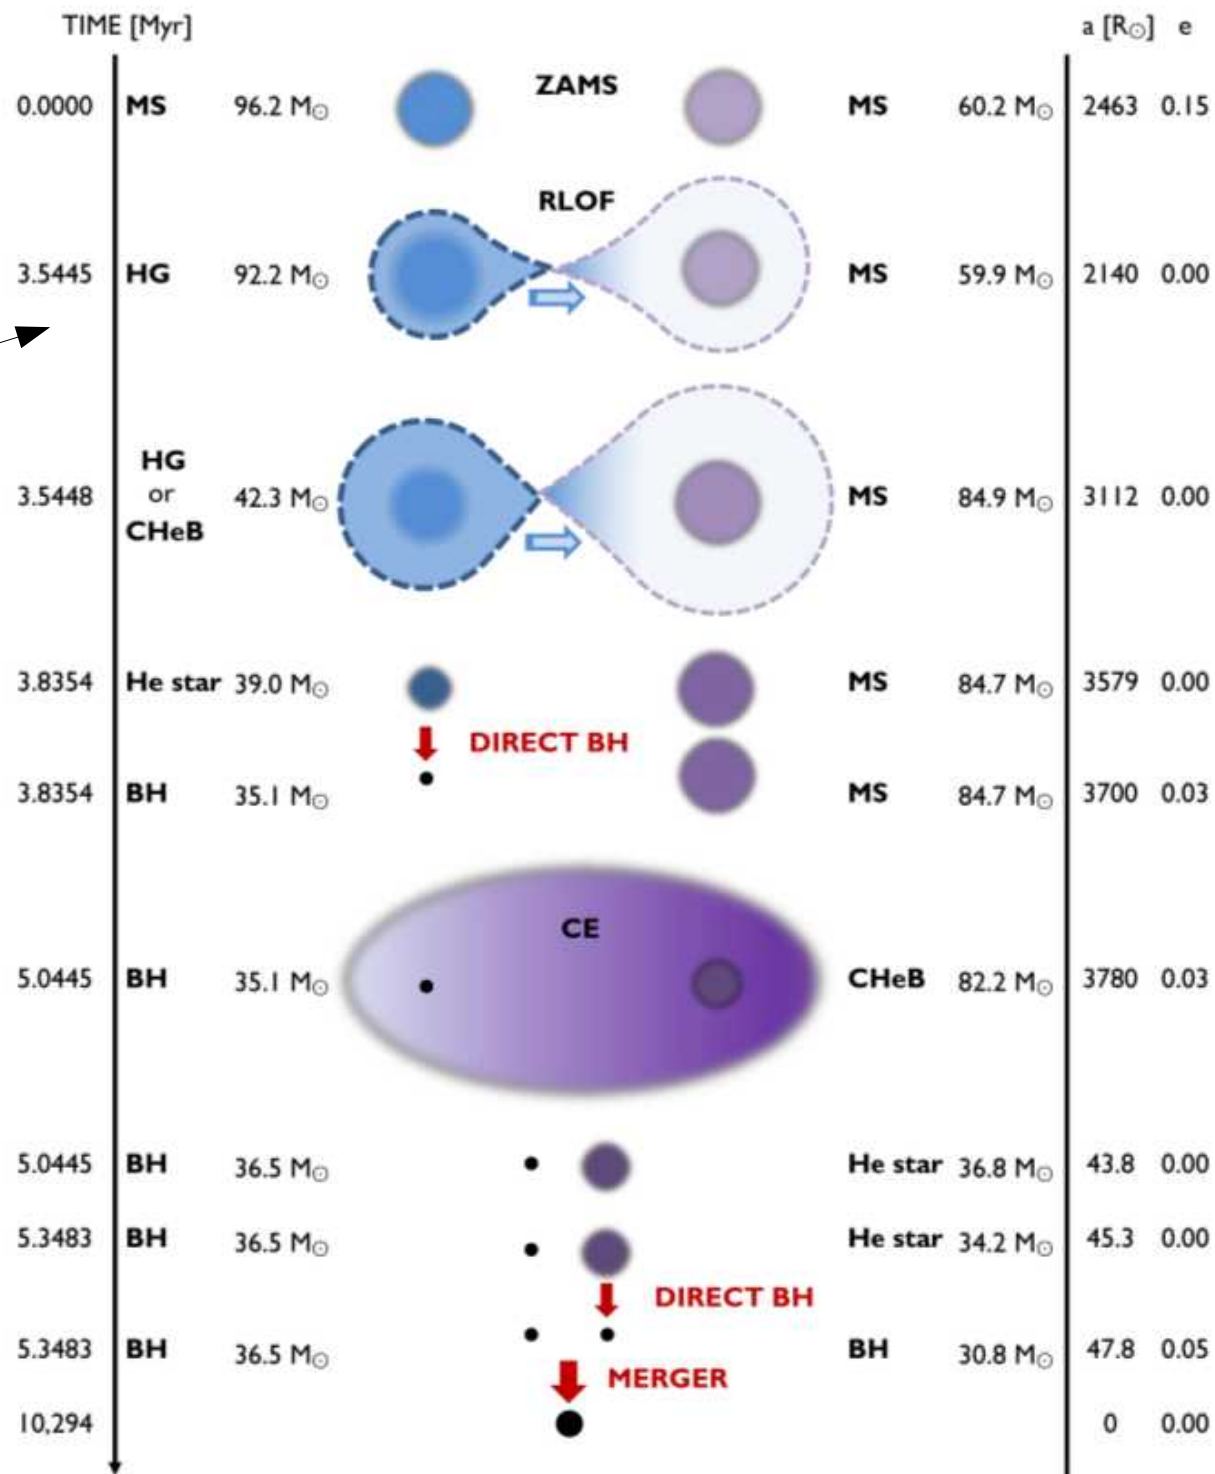 TIME [Myr] a [R☉] e
ZAMS
0.0000 MS 96.2 M☉ MS 60.2 M☉ 2463 0.15
RLOF
3.5445 HG 92.2 M☉ MS 59.9 M☉ 2140 0.00
HG
or
3.5448 42.3 M☉ MS 84.9 M☉ 3112 0.00
CHeB
3.8354 He star 39.0 M☉ MS 84.7 M☉ 3579 0.00
DIRECT BH
3.8354 BH 35.1 M☉ MS 84.7 M☉ 3700 0.03
CE
5.0445 BH 35.1 M☉ CHeB 82.2 M☉ 3780 0.03
5.0445 BH 36.5 M☉ He star 36.8 M☉ 43.8 0.00
5.3483 BH 36.5 M☉ He star 34.2 M☉ 45.3 0.00
DIRECT BH
5.3483 BH 36.5 M☉ BH 30.8 M☉ 47.8 0.05
MERGER
10,294 0 0.00